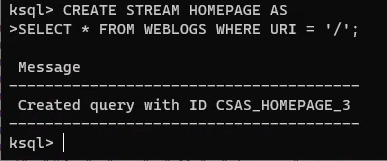 ksql> CREATE STREAM HOMEPAGE AS
>SELECT * FROM WEBLOGS WHERE URI = '/';
Message
----------------------------------------
Created query with ID CSAS_HOMEPAGE_3
----------------------------------------
ksql>